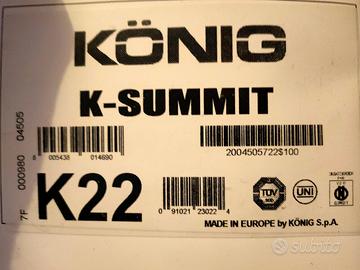 KÖNIG
K-SUMMIT
8 005438 014690
2004505722$100
K22
0 91021 23022 4
TÜV
UNI
MADE IN EUROPE by KÖNIG S.p.A.
7F 000980 04505
subito